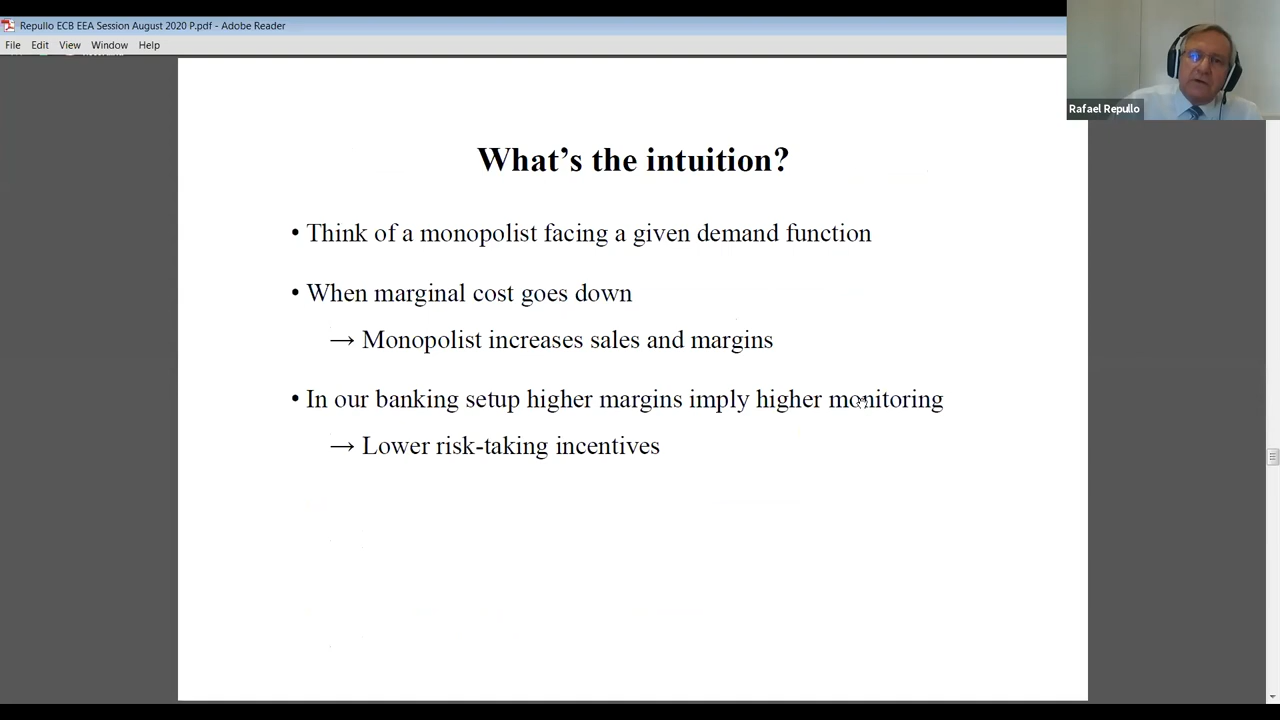 Repullo ECB EEA Session August 2020 P.pdf - Adobe Reader
File Edit View Window Help
Rafael Repullo
What's the intuition?
• Think of a monopolist facing a given demand function
• When marginal cost goes down
→ Monopolist increases sales and margins
• In our banking setup higher margins imply higher monitoring
→ Lower risk-taking incentives